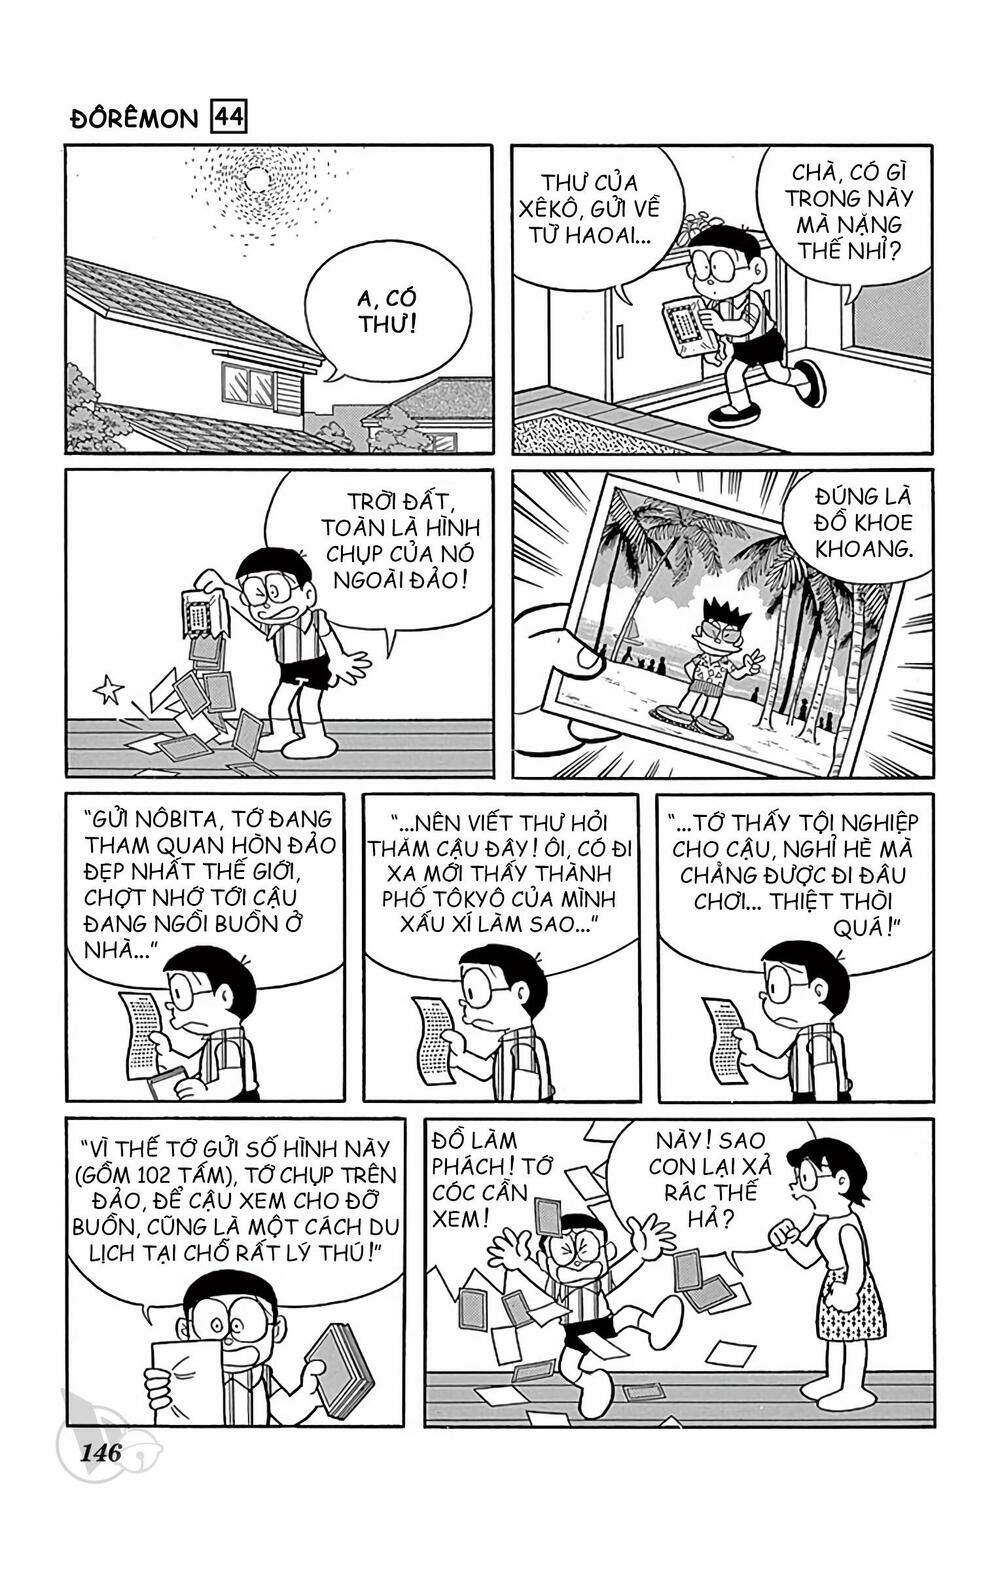 ĐÔRÊMON 44
A, CÓ
THƯ!
THƯ CỦA
XÊKÔ, GỬI VỀ
TỪ HAOAI...
CHÀ, CÓ GÌ
TRONG NÀY
MÀ NẶNG
THẾ NHỈ?
TRỜI ĐẤT,
TOÀN LÀ HÌNH
CHỤP CỦA NÓ
NGOÀI ĐẢO!
ĐÚNG LÀ
ĐỒ KHOE
KHOANG.
"GỬI NÔBITA, TỚ ĐANG
THAM QUAN HÒN ĐẢO
ĐẸP NHẤT THẾ GIỚI,
CHỢT NHỚ TỚI CẬU
ĐANG NGỒI BUỒN Ở
NHÀ..."
"...NÊN VIẾT THƯ HỎI
THĂM CẬU ĐÂY! ÔI, CÓ ĐI
XA MỚI THẤY THÀNH
PHỐ TÔKYÔ CỦA MÌNH
XẤU XÍ LÀM SAO..."
"...TỚ THẤY TỘI NGHIỆP
CHO CẬU, NGHỈ HÈ MÀ
CHẲNG ĐƯỢC ĐI ĐÂU
CHƠI... THIỆT THÒI
QUÁ!"
"VÌ THẾ TỚ GỬI SỐ HÌNH NÀY
(GỒM 102 TẤM), TỚ CHỤP TRÊN
ĐẢO, ĐỂ CẬU XEM CHO ĐỠ
BUỒN, CŨNG LÀ MỘT CÁCH DU
LỊCH TẠI CHỖ RẤT LÝ THÚ!"
ĐỒ LÀM
PHÁCH! TỚ
CÓC CẦN
XEM!
NÀY! SAO
CON LẠI XẢ
RÁC THẾ
HẢ?
146